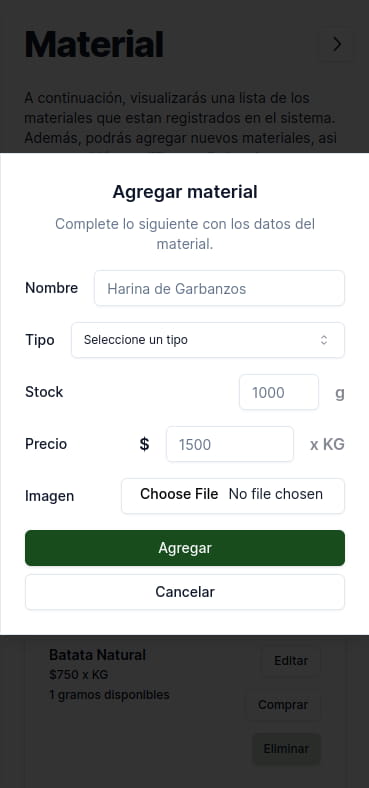 Material
A continuación, visualizarás una lista de los
materiales que estan registrados en el sistema.
Además, podrás agregar nuevos materiales, asi
Agregar material
Complete lo siguiente con los datos del
material.
Nombre Harina de Garbanzos
Tipo Seleccione un tipo
Stock 1000 g
Precio $ 1500 x KG
Imagen Choose File No file chosen
Agregar
Cancelar
Batata Natural Editar
$750 x KG
1 gramos disponibles
Comprar
Eliminar